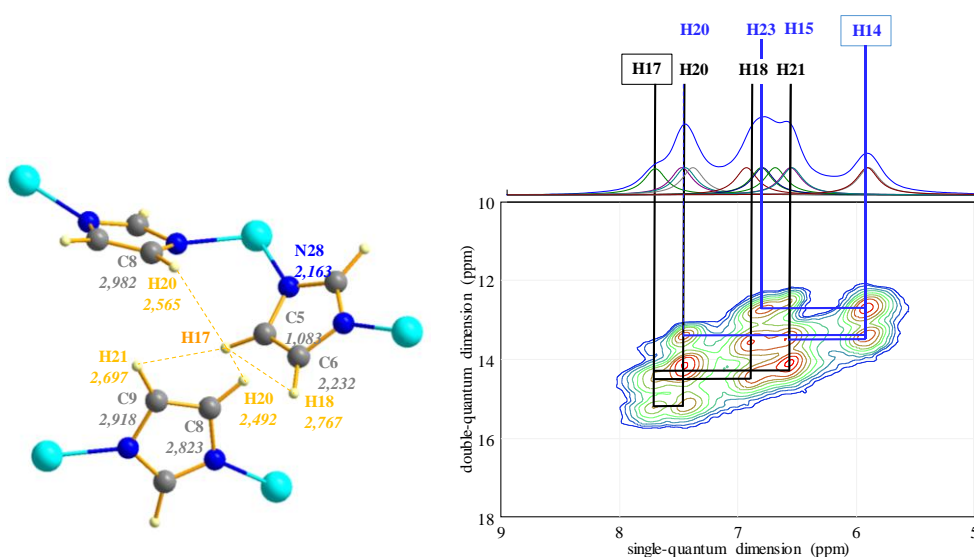 C8
2,982
H20
2,565
N28
2,163
C5
1,083
H17
C6
2,232
H21
2,697
H20
2,492
H18
2,767
C9
2,918
C8
2,823
H20 H23 H15 H14
H17 H20 H18 H21
10
12
14
16
18
double-quantum dimension (ppm)
9 8 7 6 5
single-quantum dimension (ppm)